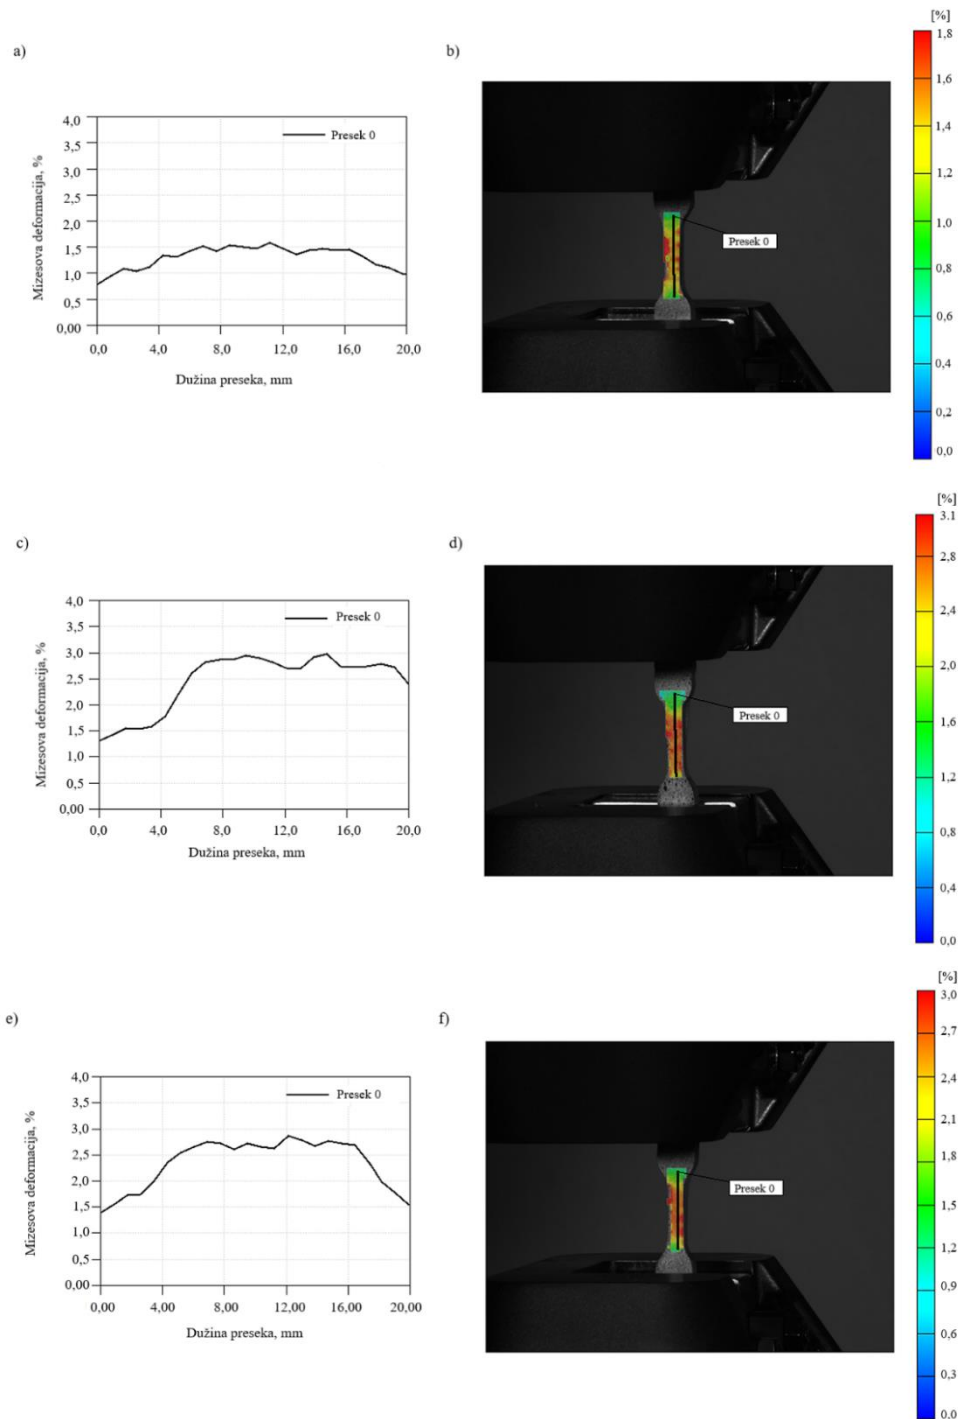 a)
4,0
3,5
3,0
2,5
2,0
1,5
1,0
0,5
0,00
Mizesova deformacija, %
Presek 0
0,0 4,0 8,0 12,0 16,0 20,0
Dužina preseka, mm
b)
Presek 0
[%]
1,8
1,6
1,4
1,2
1,0
0,8
0,6
0,4
0,2
0,0
c)
4,0
3,5
3,0
2,5
2,0
1,5
1,0
0,5
0,00
Mizesova deformacija, %
Presek 0
0,0 4,0 8,0 12,0 16,0 20,0
Dužina preseka, mm
d)
Presek 0
[%]
3.1
2,8
2,4
2,0
1,6
1,2
0,8
0,4
0,0
e)
4,0
3,5
3,0
2,5
2,0
1,5
1,0
0,5
0,00
Mizesova deformacija, %
Presek 0
0,00 4,00 8,00 12,00 16,00 20,00
Dužina preseka, mm
f)
Presek 0
[%]
3,0
2,7
2,4
2,1
1,8
1,5
1,2
0,9
0,6
0,3
0,0